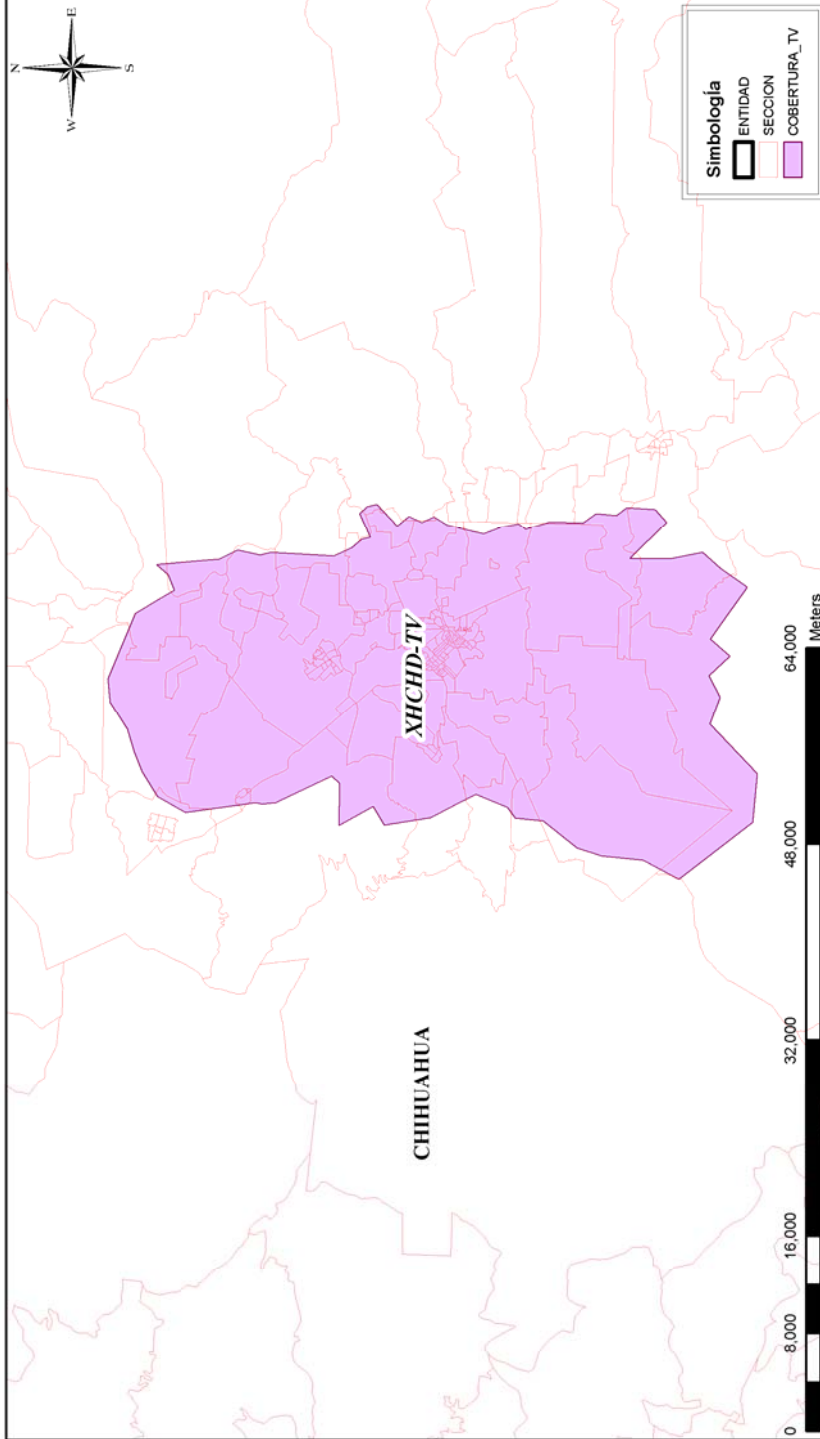 N
W
E
S
XHCHD-TV
CHIHUAHUA
Simbología
ENTIDAD
SECCION
COBERTURA_TV
0 8,000 16,000 32,000 48,000 64,000
Meters